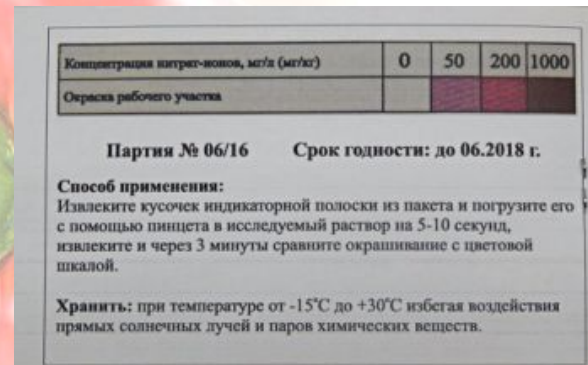 Концентрация нитрат-ионов, мг/л (мг/кг) 0 50 200 1000
Окраска рабочего участка
Партия № 06/16 Срок годности: до 06.2018 г.
Способ применения:
Извлеките кусочек индикаторной полоски из пакета и погрузите его
с помощью пинцета в исследуемый раствор на 5-10 секунд,
извлеките и через 3 минуты сравните окрашивание с цветовой
шкалой.
Хранить: при температуре от -15°С до +30°С избегая воздействия
прямых солнечных лучей и паров химических веществ.